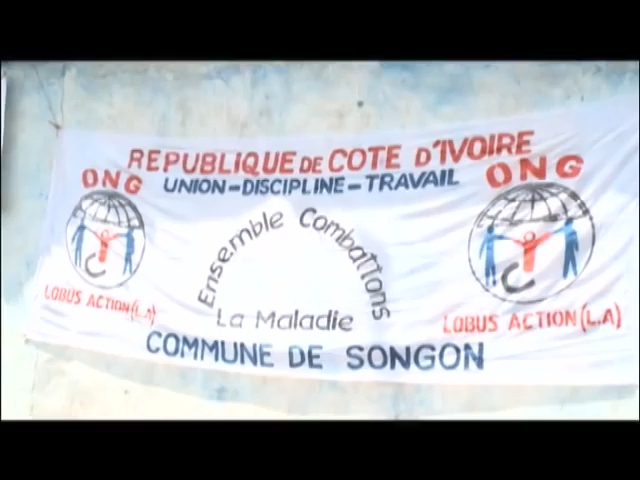 REPUBLIQUE DE COTE D'IVOIRE
UNION-DISCIPLINE-TRAVAIL
ONG
LOBUS ACTION(L.A)
Ensemble Combattons
La Maladie
ONG
LOBUS ACTION(L.A)
COMMUNE DE SONGON